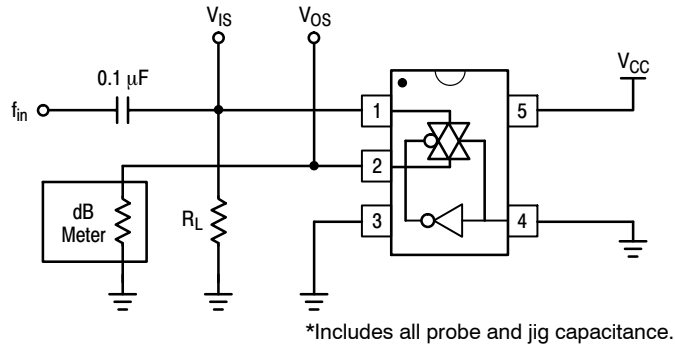 V_IS
V_OS
0.1 μF
V_CC
f_in
1
5
2
dB
Meter
R_L
3
4
*Includes all probe and jig capacitance.